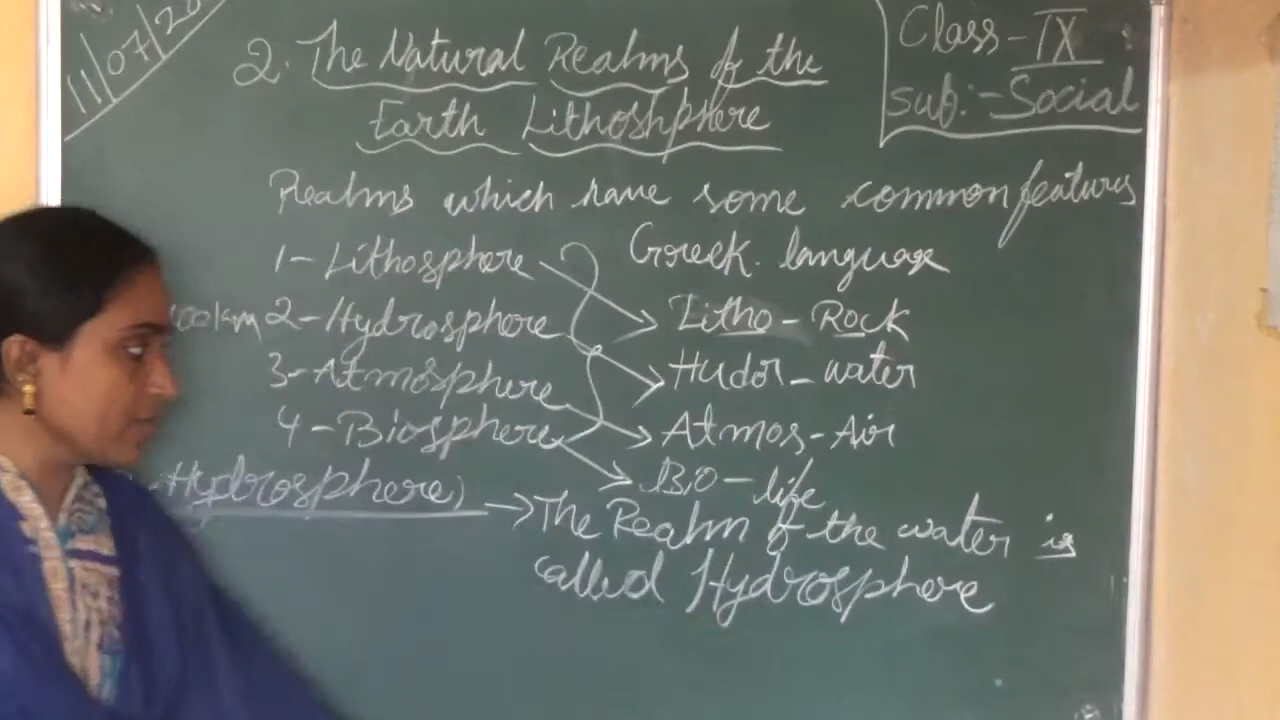 11/07/20
Class-IX
Sub:-Social
2. The Natural Realms of the
Earth Lithoshphere
Realms which have some common features
1-Lithosphere
Greek. language
2-Hydrosphere
Litho-Rock
3-Atmosphere
Hudor-water
4-Biosphere
Atmos-Air
Bio-life
Hydrosphere)
→The Realm of the water is
called Hydrosphere